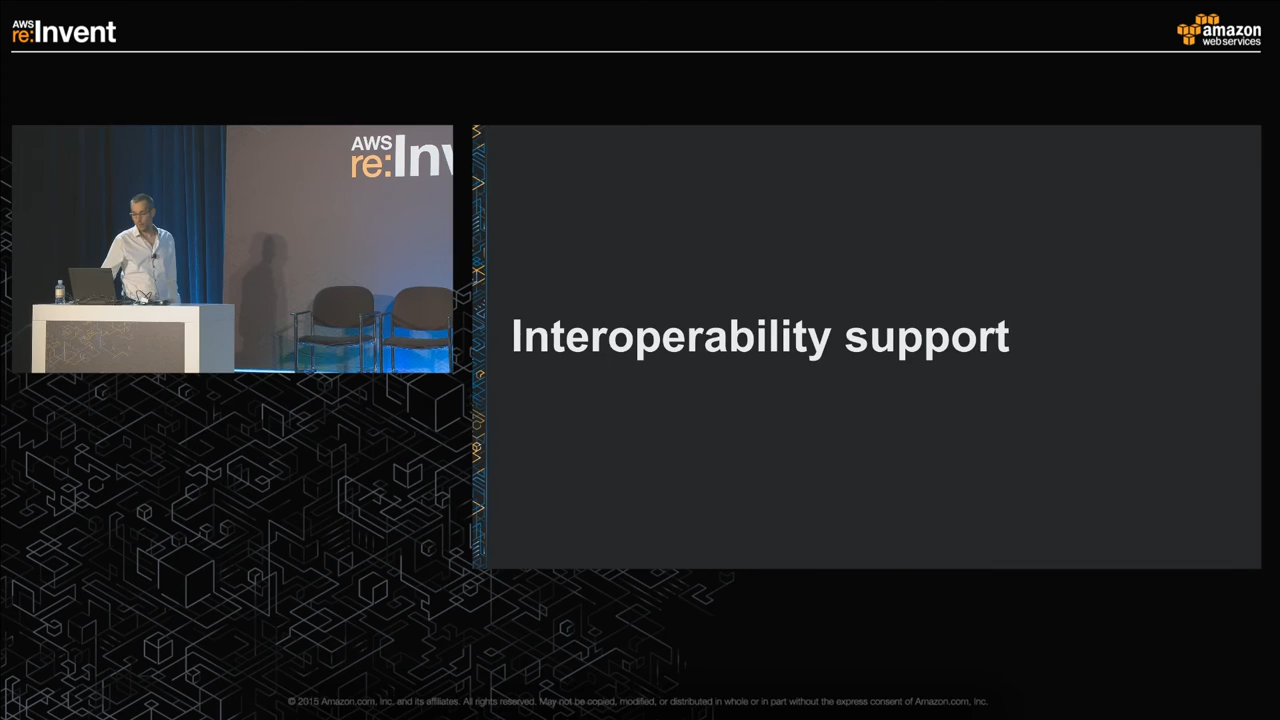 AWS
re:Invent
amazon
webservices
AWS
re:Inv
Interoperability support
© 2015 Amazon.com, Inc. and its affiliates. All rights reserved. May not be copied, modified, or distributed in whole or in part without the express consent of Amazon.com, Inc.